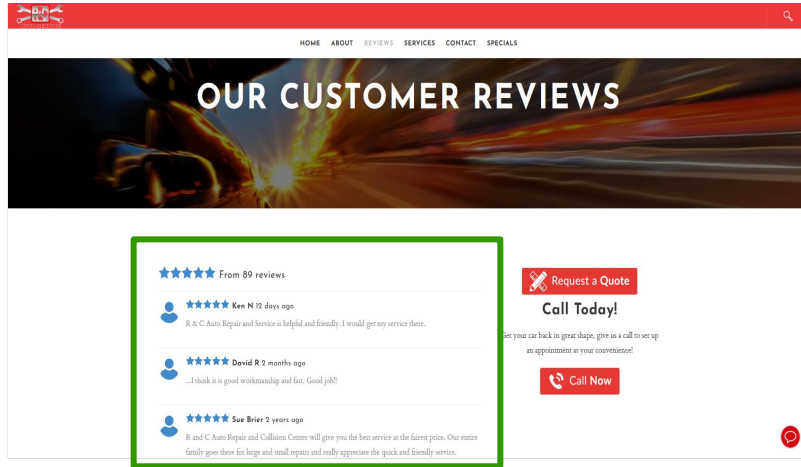 R&C
HOME ABOUT REVIEWS SERVICES CONTACT SPECIALS
OUR CUSTOMER REVIEWS
From 89 reviews
Ken N 12 days ago
R & C Auto Repair and Service is helpful and friendly. I would get my service there.
David R 2 months ago
...I think it is good workmanship and fast. Good job!!
Sue Brier 2 years ago
R and C Auto Repair and Collision Center will give you the best service at the fairest price. Our entire
family goes there for large and small repairs and really appreciate the quick and friendly service.
Request a Quote
Call Today!
Get your car back in great shape, give us a call to set up
an appointment at your convenience!
Call Now